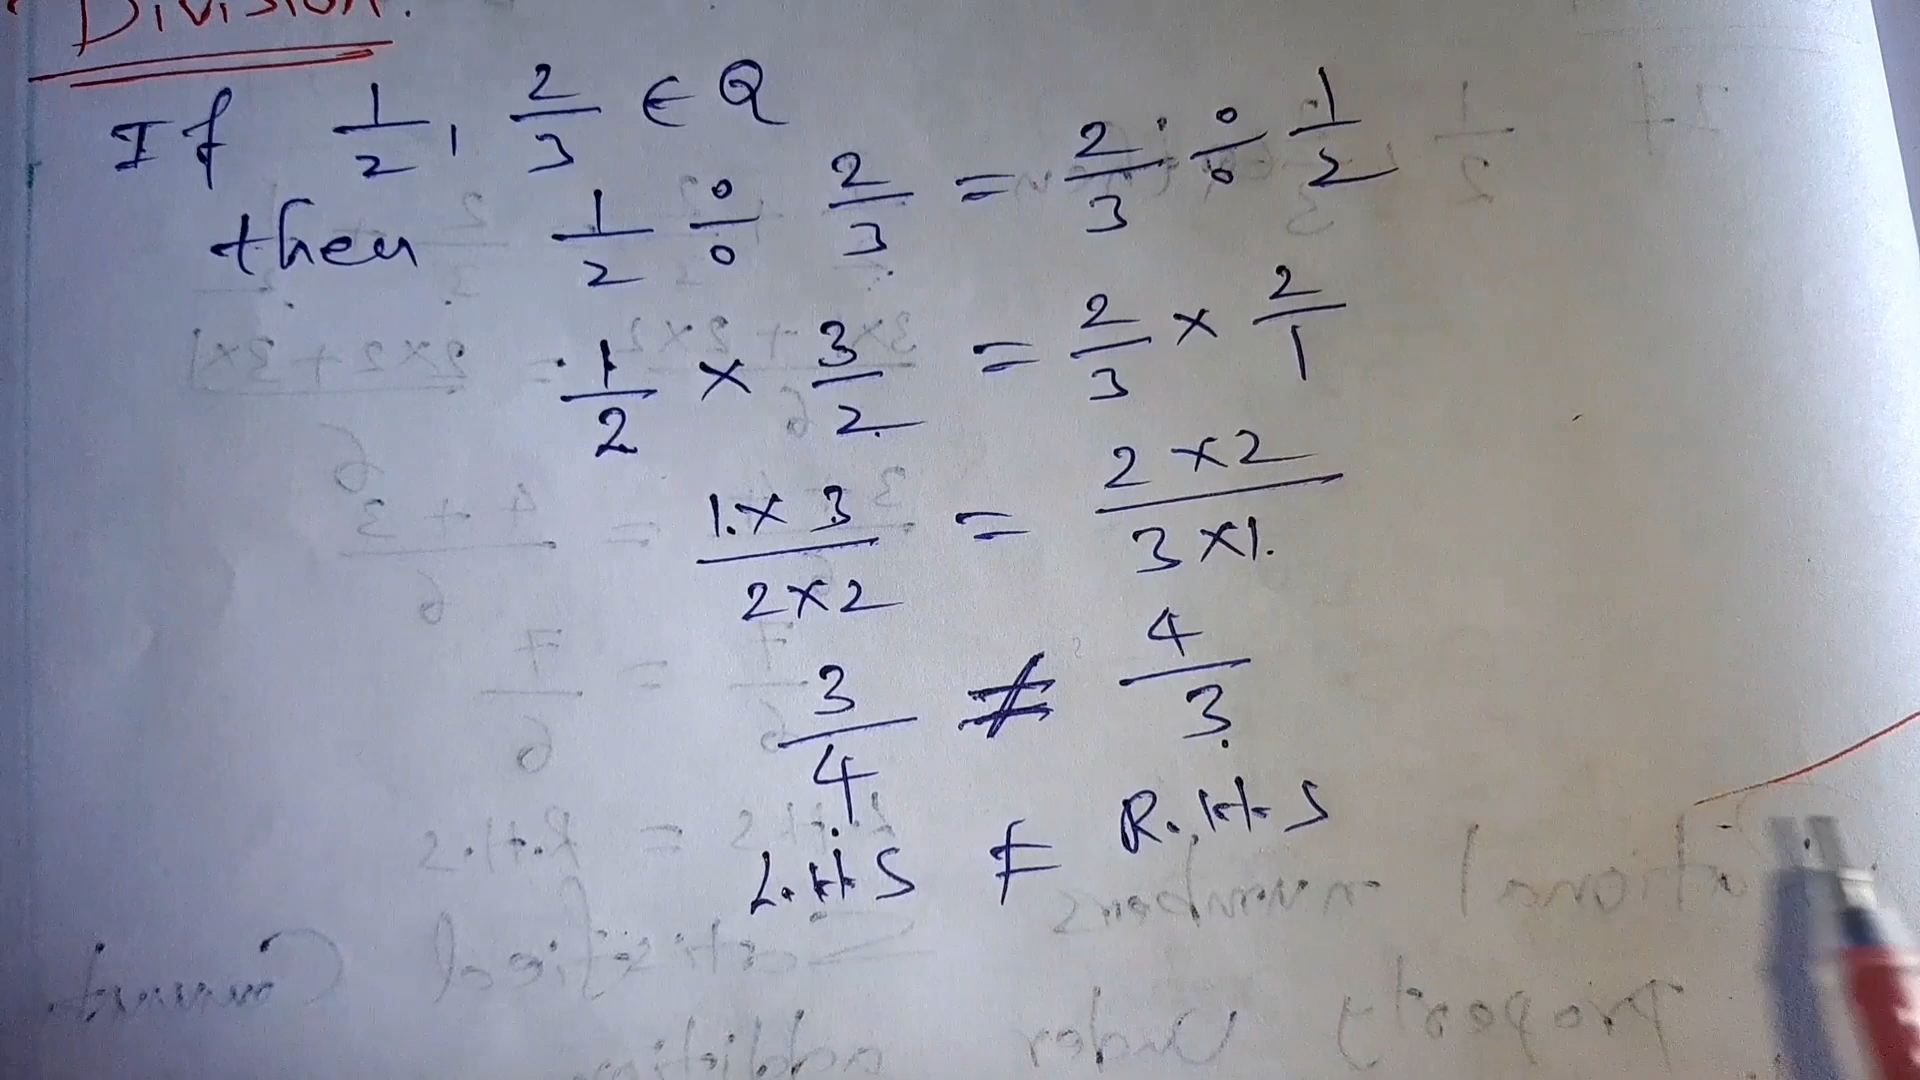 Division.
If 1/2, 2/3 ∈ Q
then 1/2 ÷ 2/3 = 2/3 ÷ 1/2
1/2 × 3/2 = 2/3 × 2/1
1×3/2×2 = 2×2/3×1
3/4 ≠ 4/3
L.H.S ≠ R.H.S